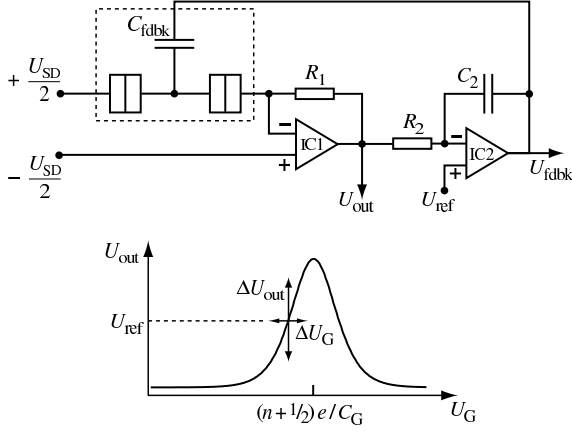 C_fdbk
+ U_SD/2
R_1
C_2
IC1
R_2
IC2
− U_SD/2
U_out
U_ref
U_fdbk
U_out
ΔU_out
U_ref
ΔU_G
(n+1/2) e / C_G
U_G